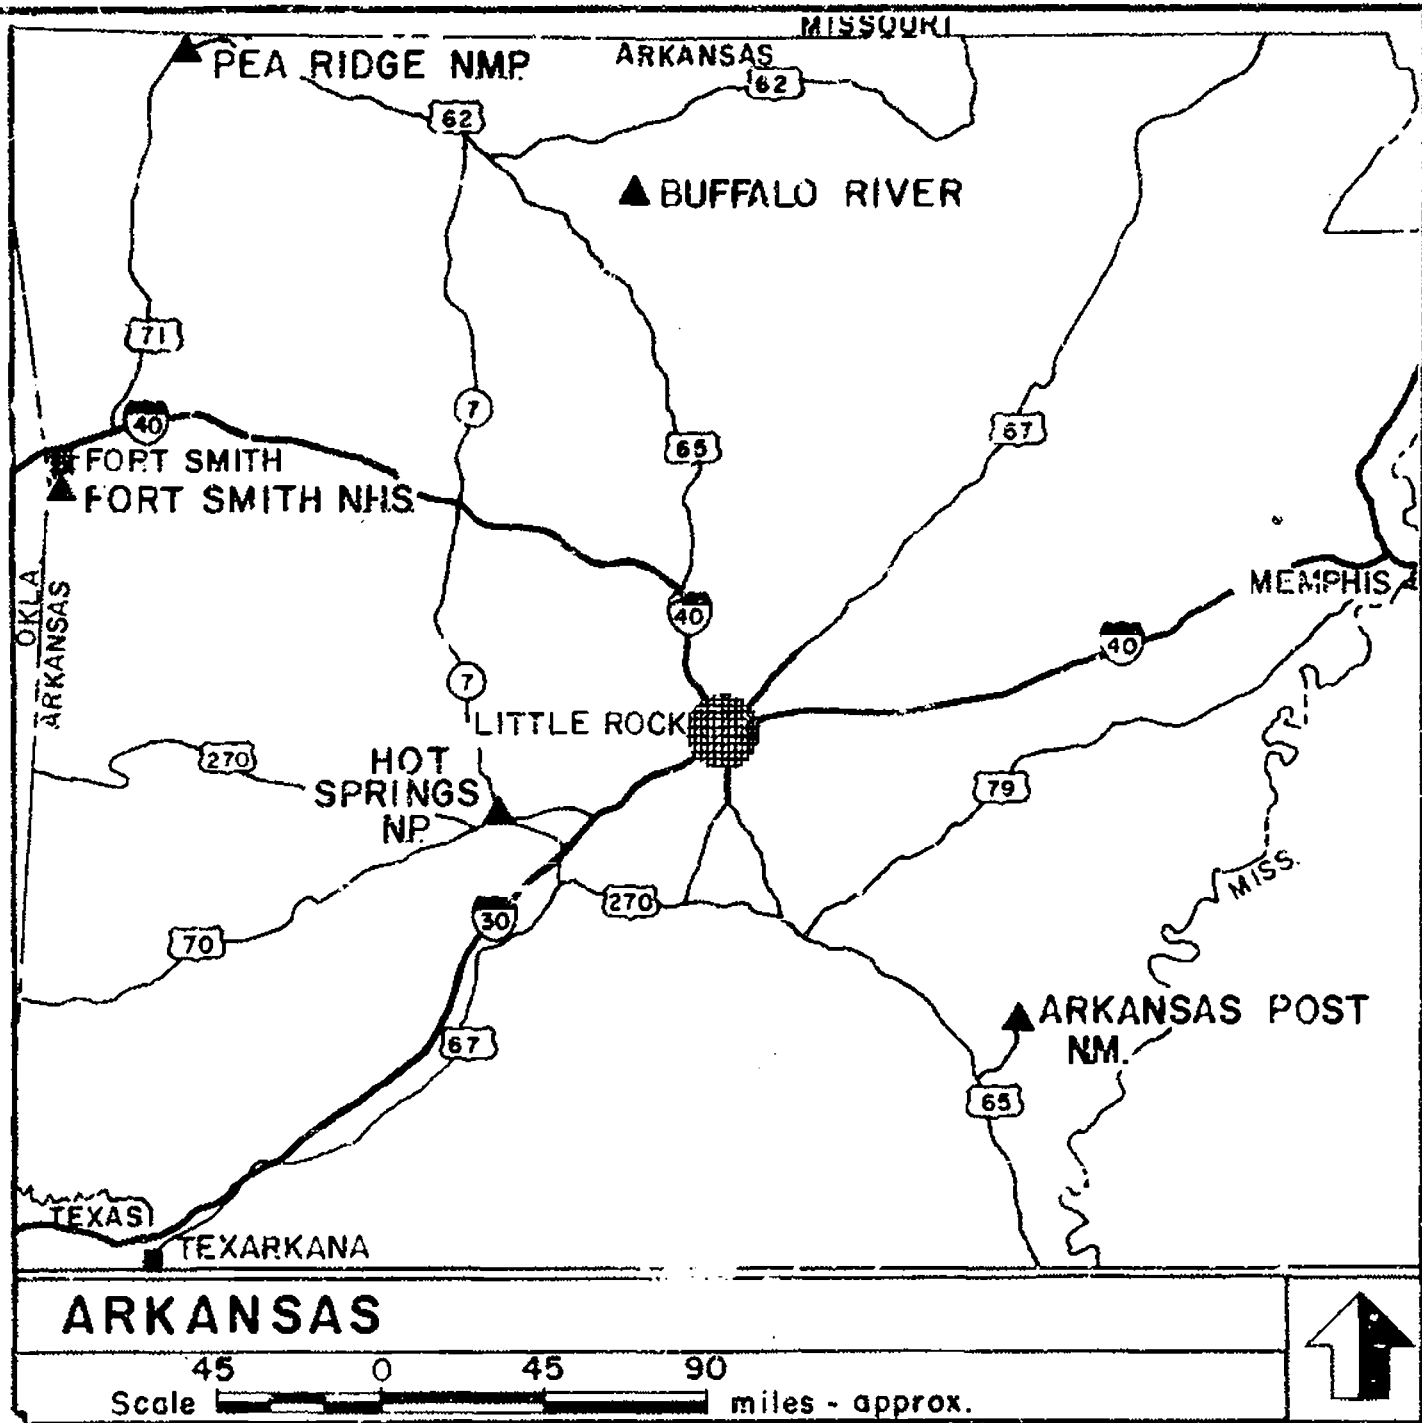 MISSOURI
ARKANSAS
PEA RIDGE NMP.
62
62
BUFFALO RIVER
71
40
7
65
67
FORT SMITH
FORT SMITH NHS.
OKLA
ARKANSAS
40
MEMPHIS
40
7
LITTLE ROCK
270
HOT
SPRINGS
NP.
79
MISS.
270
30
70
ARKANSAS POST
NM.
67
65
TEXAS
TEXARKANA
ARKANSAS
45 0 45 90
Scale miles - approx.